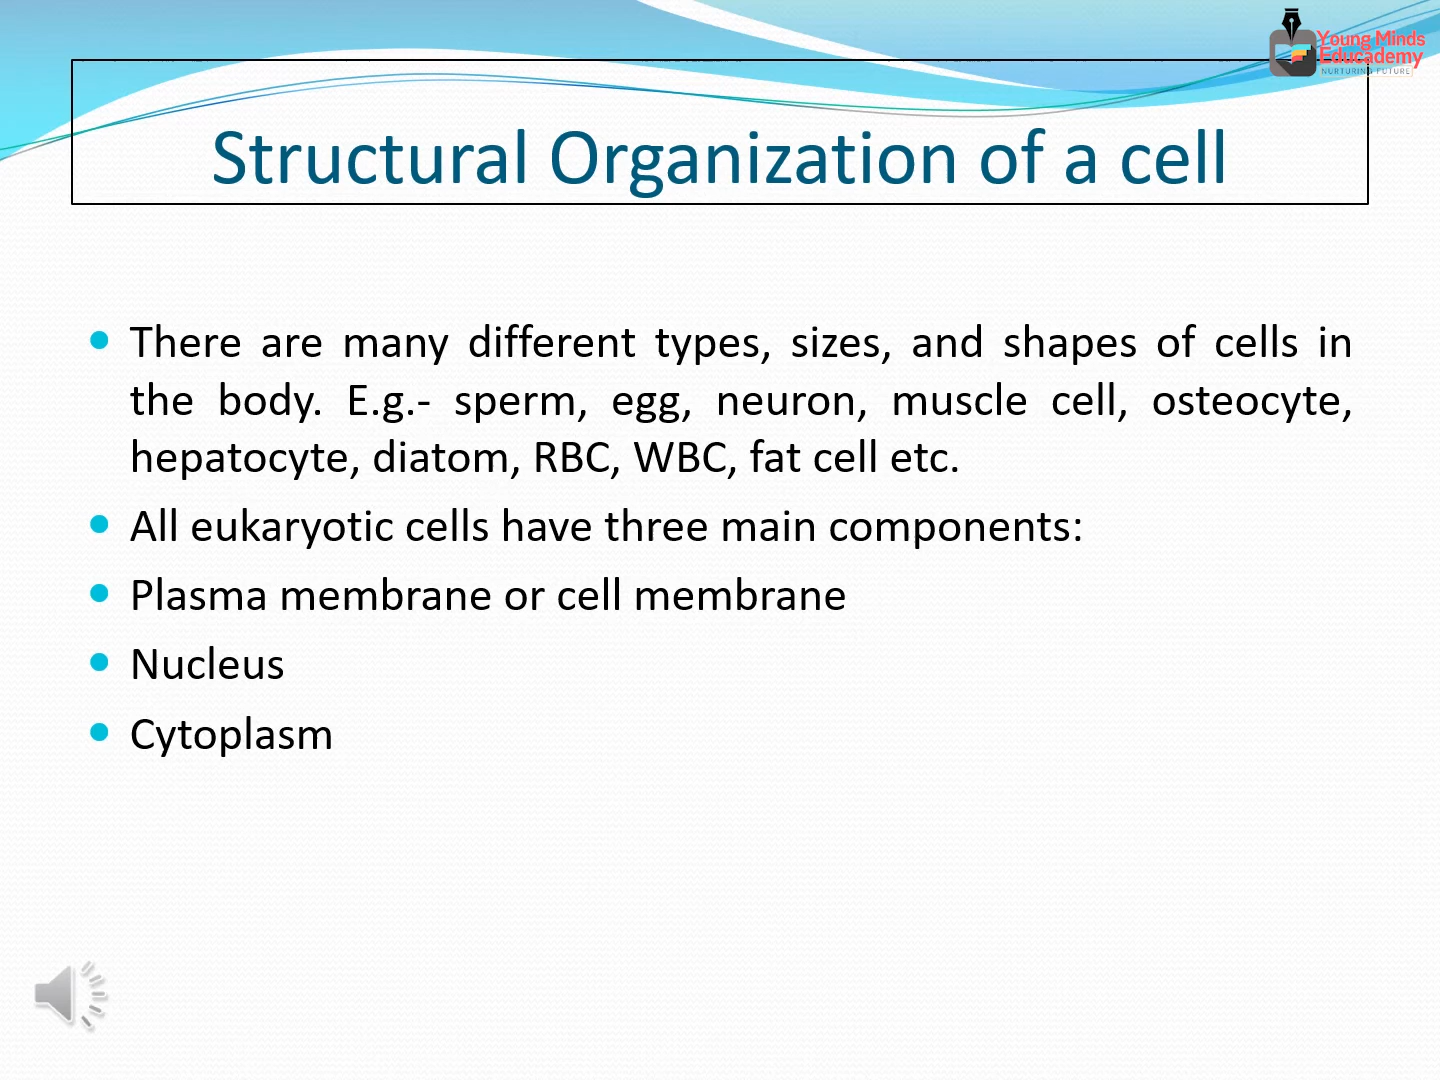 Young Minds
Educademy
NURTURING FUTURE
Structural Organization of a cell
There are many different types, sizes, and shapes of cells in
the body. E.g.- sperm, egg, neuron, muscle cell, osteocyte,
hepatocyte, diatom, RBC, WBC, fat cell etc.
All eukaryotic cells have three main components:
Plasma membrane or cell membrane
Nucleus
Cytoplasm